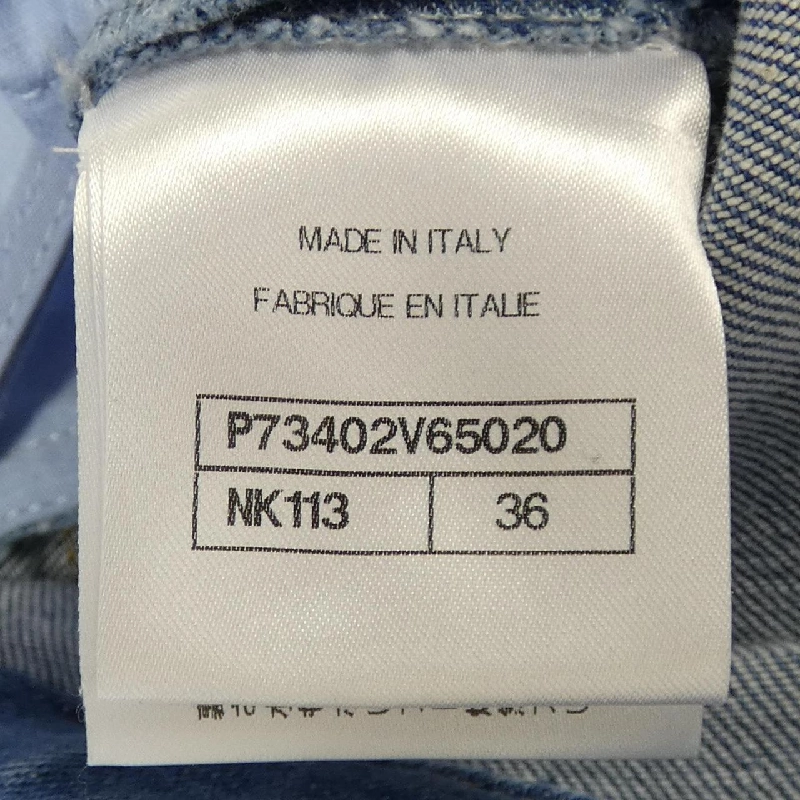 MADE IN ITALY
FABRIQUE EN ITALIE
P73402V65020
NK113 36